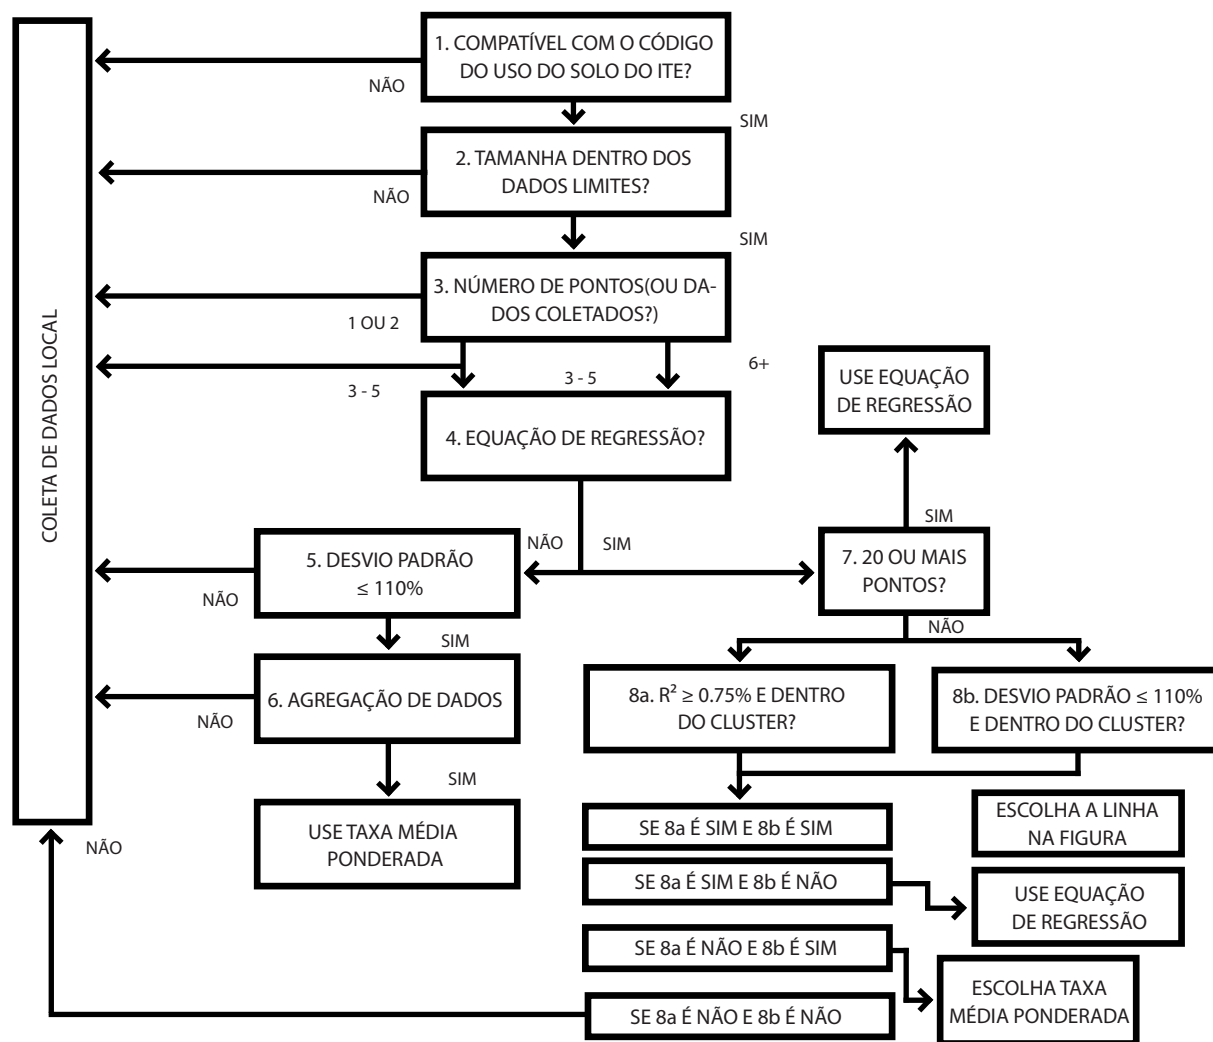 1. COMPATÍVEL COM O CÓDIGO
DO USO DO SOLO DO ITE?
NÃO
SIM
2. TAMANHA DENTRO DOS
DADOS LIMITES?
NÃO
SIM
3. NÚMERO DE PONTOS(OU DA-
DOS COLETADOS?)
1 OU 2
3 - 5
3 - 5
6+
COLETA DE DADOS LOCAL
4. EQUAÇÃO DE REGRESSÃO?
USE EQUAÇÃO
DE REGRESSÃO
SIM
NÃO
SIM
5. DESVIO PADRÃO
≤ 110%
NÃO
SIM
7. 20 OU MAIS
PONTOS?
NÃO
6. AGREGAÇÃO DE DADOS
NÃO
SIM
8a. R² ≥ 0.75% E DENTRO
DO CLUSTER?
8b. DESVIO PADRÃO ≤ 110%
E DENTRO DO CLUSTER?
USE TAXA MÉDIA
PONDERADA
NÃO
SE 8a É SIM E 8b É SIM
ESCOLHA A LINHA
NA FIGURA
SE 8a É SIM E 8b É NÃO
USE EQUAÇÃO
DE REGRESSÃO
SE 8a É NÃO E 8b É SIM
ESCOLHA TAXA
MÉDIA PONDERADA
SE 8a É NÃO E 8b É NÃO